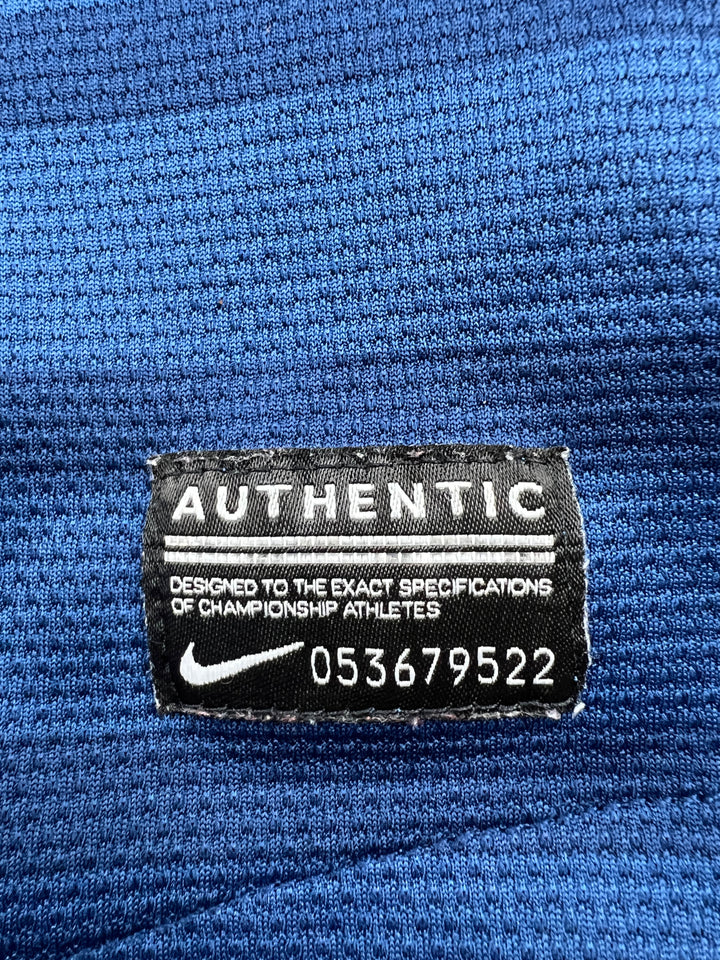 AUTHENTIC
DESIGNED TO THE EXACT SPECIFICATIONS
OF CHAMPIONSHIP ATHLETES
053679522